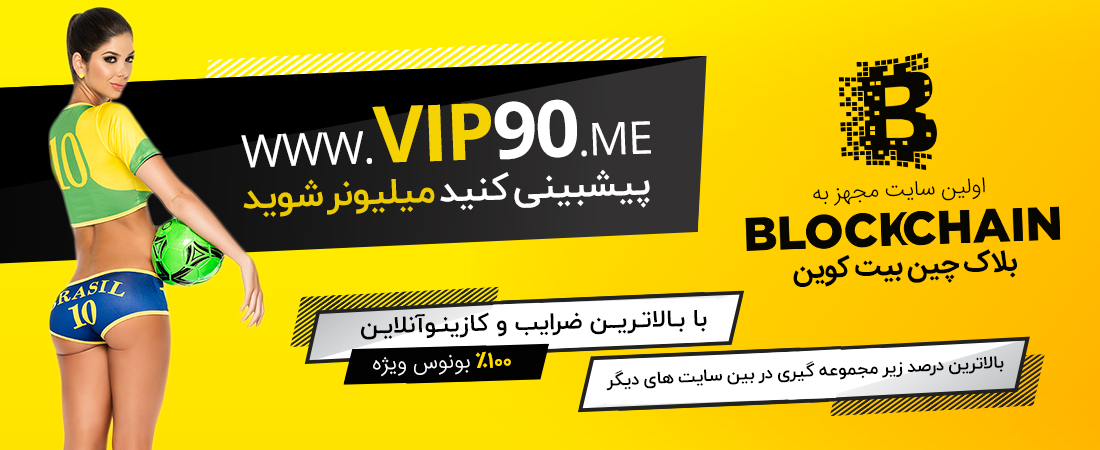 WWW.VIP90.ME
پیشبینی کنید میلیونر شوید
اولین سایت مجهز به
BLOCKCHAIN
بلاک چین بیت کوین
با بالاترین ضرایب و کازینوآنلاین
۱۰۰٪ بونوس ویژه
بالاترین درصد زیر مجموعه گیری در بین سایت های دیگر
10
BRASIL
10